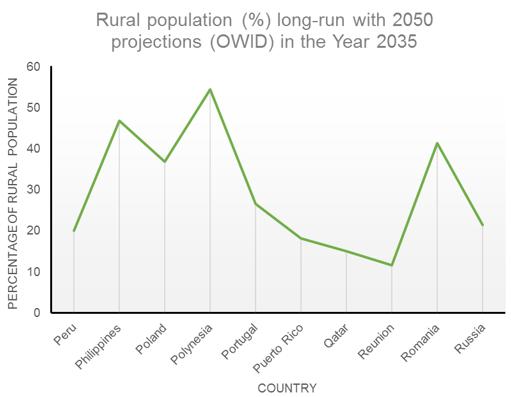 Rural population (%) long-run with 2050
projections (OWID) in the Year 2035
PERCENTAGE OF RURAL POPULATION
60
50
40
30
20
10
0
Peru
Philippines
Poland
Polynesia
Portugal
Puerto Rico
Qatar
Reunion
Romania
Russia
COUNTRY